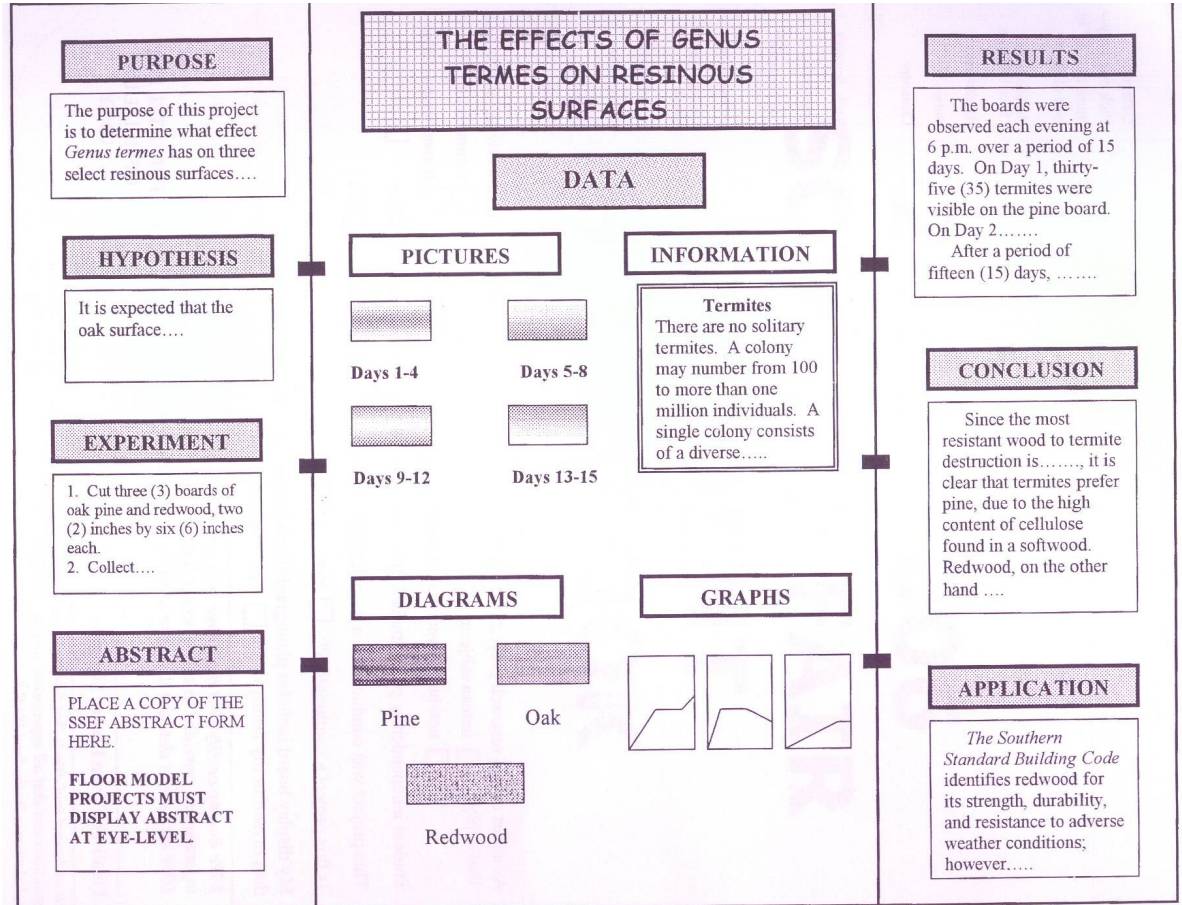 PURPOSE
The purpose of this project
is to determine what effect
Genus termes has on three
select resinous surfaces….
HYPOTHESIS
It is expected that the
oak surface….
EXPERIMENT
1. Cut three (3) boards of
oak pine and redwood, two
(2) inches by six (6) inches
each.
2. Collect….
ABSTRACT
PLACE A COPY OF THE
SSEF ABSTRACT FORM
HERE.
FLOOR MODEL
PROJECTS MUST
DISPLAY ABSTRACT
AT EYE-LEVEL.
THE EFFECTS OF GENUS
TERMES ON RESINOUS
SURFACES
DATA
PICTURES
Days 1-4
Days 5-8
Days 9-12
Days 13-15
INFORMATION
Termites
There are no solitary
termites. A colony
may number from 100
to more than one
million individuals. A
single colony consists
of a diverse…..
DIAGRAMS
Pine
Oak
Redwood
GRAPHS
RESULTS
The boards were
observed each evening at
6 p.m. over a period of 15
days. On Day 1, thirty-
five (35) termites were
visible on the pine board.
On Day 2…….
After a period of
fifteen (15) days, …….
CONCLUSION
Since the most
resistant wood to termite
destruction is……., it is
clear that termites prefer
pine, due to the high
content of cellulose
found in a softwood.
Redwood, on the other
hand ….
APPLICATION
The Southern
Standard Building Code
identifies redwood for
its strength, durability,
and resistance to adverse
weather conditions;
however…..